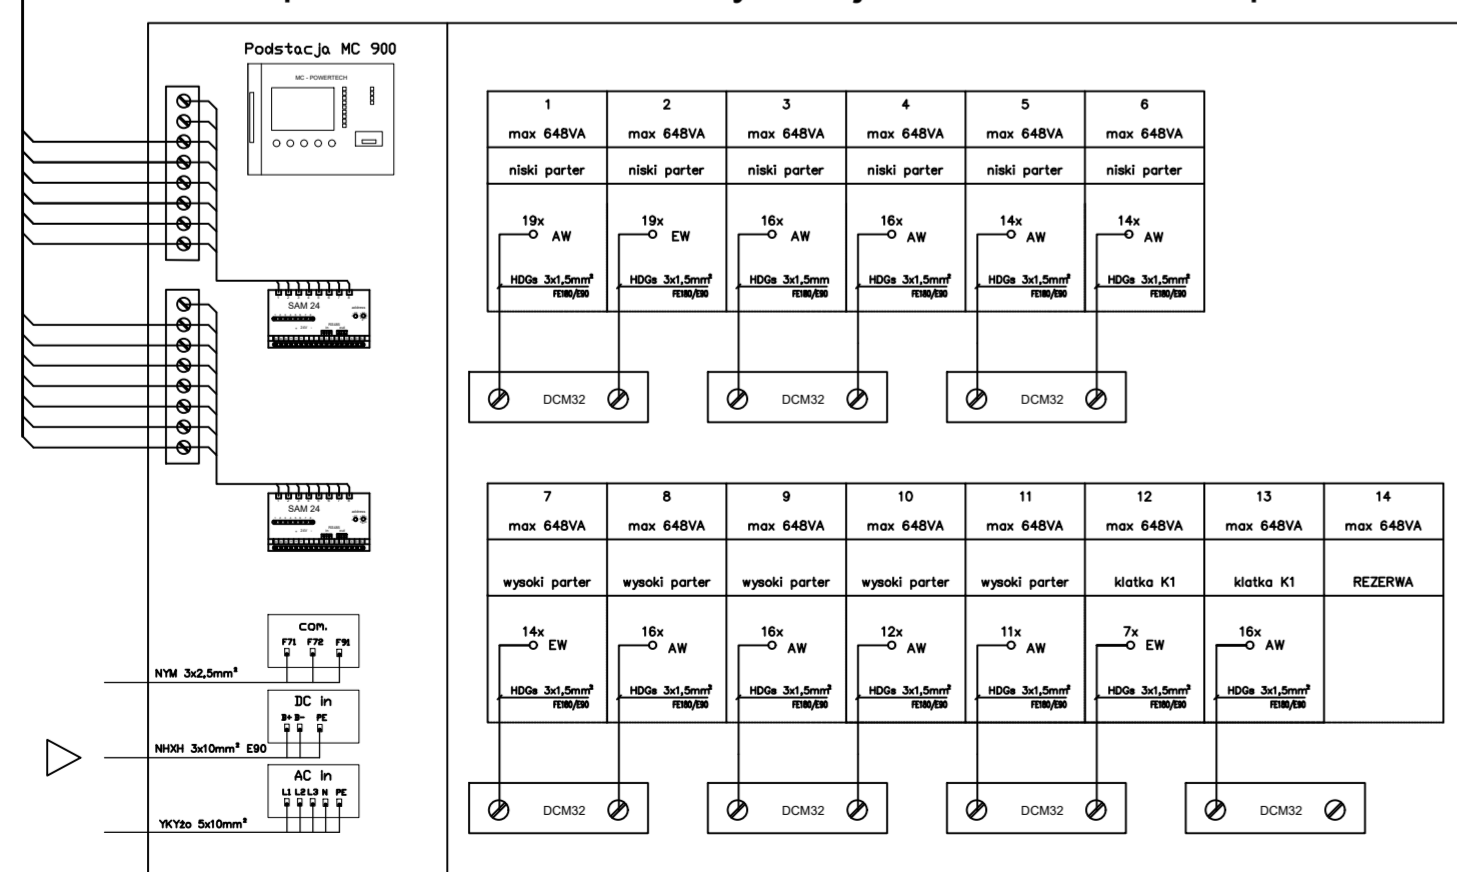 Podstacja MC 900
MC - POWERTECH
SAM 24
address
RS485
+ 24V -
in out
SAM 24
address
RS485
+ 24V -
in out
COM.
F71 F72 F91
NYM 3x2,5mm²
DC in
B+ B- PE
NHXH 3x10mm² E90
AC in
L1 L2 L3 N PE
YKYżo 5x10mm²
1 2 3 4 5 6
max 648VA max 648VA max 648VA max 648VA max 648VA max 648VA
niski parter niski parter niski parter niski parter niski parter niski parter
19x 19x 16x 16x 14x 14x
AW EW AW AW AW AW
HDGs 3x1,5mm² HDGs 3x1,5mm² HDGs 3x1,5mm HDGs 3x1,5mm² HDGs 3x1,5mm² HDGs 3x1,5mm²
FE180/E90 FE180/E90 FE180/E90 FE180/E90 FE180/E90 FE180/E90
DCM32 DCM32 DCM32
7 8 9 10 11 12 13 14
max 648VA max 648VA max 648VA max 648VA max 648VA max 648VA max 648VA max 648VA
wysoki parter wysoki parter wysoki parter wysoki parter wysoki parter klatka K1 klatka K1 REZERWA
14x 16x 16x 12x 11x 7x 16x
EW AW AW AW AW EW AW
HDGs 3x1,5mm² HDGs 3x1,5mm² HDGs 3x1,5mm² HDGs 3x1,5mm² HDGs 3x1,5mm² HDGs 3x1,5mm² HDGs 3x1,5mm²
FE180/E90 FE180/E90 FE180/E90 FE180/E90 FE180/E90 FE180/E90 FE180/E90
DCM32 DCM32 DCM32 DCM32